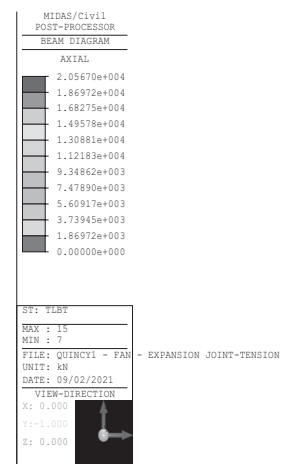 MIDAS/Civil
POST-PROCESSOR
BEAM DIAGRAM
AXIAL
2.05670e+004
1.86972e+004
1.68275e+004
1.49578e+004
1.30881e+004
1.12183e+004
9.34862e+003
7.47890e+003
5.60917e+003
3.73945e+003
1.86972e+003
0.00000e+000
ST: TLBT
MAX : 15
MIN : 7
FILE: QUINCY1 - FAN - EXPANSION JOINT-TENSION
UNIT: kN
DATE: 09/02/2021
VIEW-DIRECTION
X: 0.000
Y:-1.000
Z: 0.000